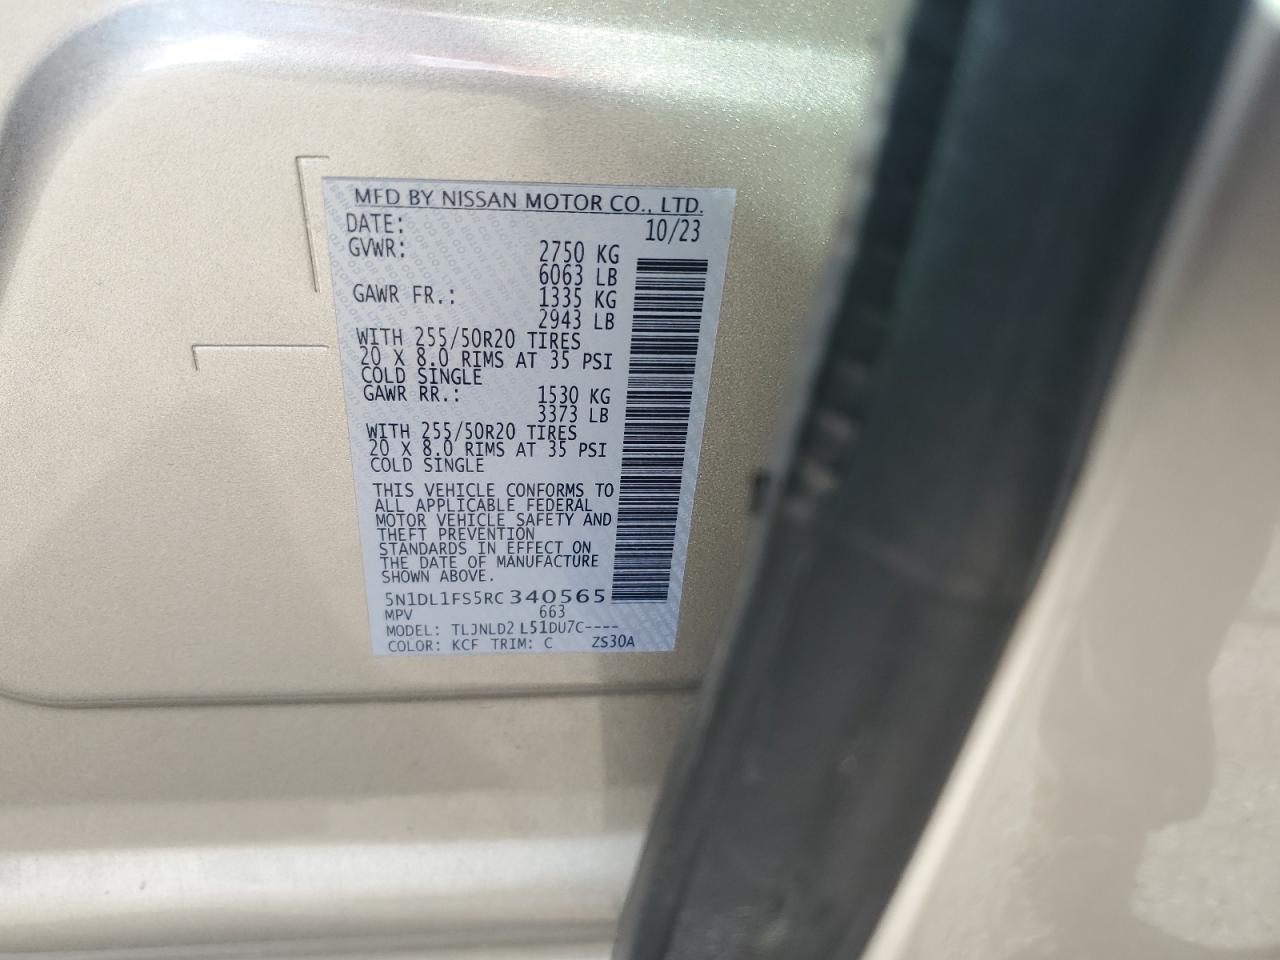 MFD BY NISSAN MOTOR CO., LTD.
DATE: 10/23
GVWR: 2750 KG
6063 LB
GAWR FR.: 1335 KG
2943 LB
WITH 255/50R20 TIRES
20 X 8.0 RIMS AT 35 PSI
COLD SINGLE
GAWR RR.: 1530 KG
3373 LB
WITH 255/50R20 TIRES
20 X 8.0 RIMS AT 35 PSI
COLD SINGLE
THIS VEHICLE CONFORMS TO
ALL APPLICABLE FEDERAL
MOTOR VEHICLE SAFETY AND
THEFT PREVENTION
STANDARDS IN EFFECT ON
THE DATE OF MANUFACTURE
SHOWN ABOVE.
5N1DL1FS5RC340565
MPV 663
MODEL: TLJNLD2 L51DU7C----
COLOR: KCF TRIM: C ZS30A